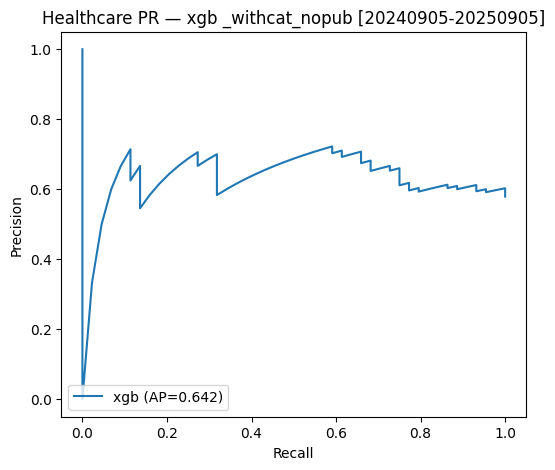 Healthcare PR — xgb _withcat_nopub [20240905-20250905]
1.0
0.8
0.6
0.4
0.2
0.0
Precision
xgb (AP=0.642)
0.0 0.2 0.4 0.6 0.8 1.0
Recall